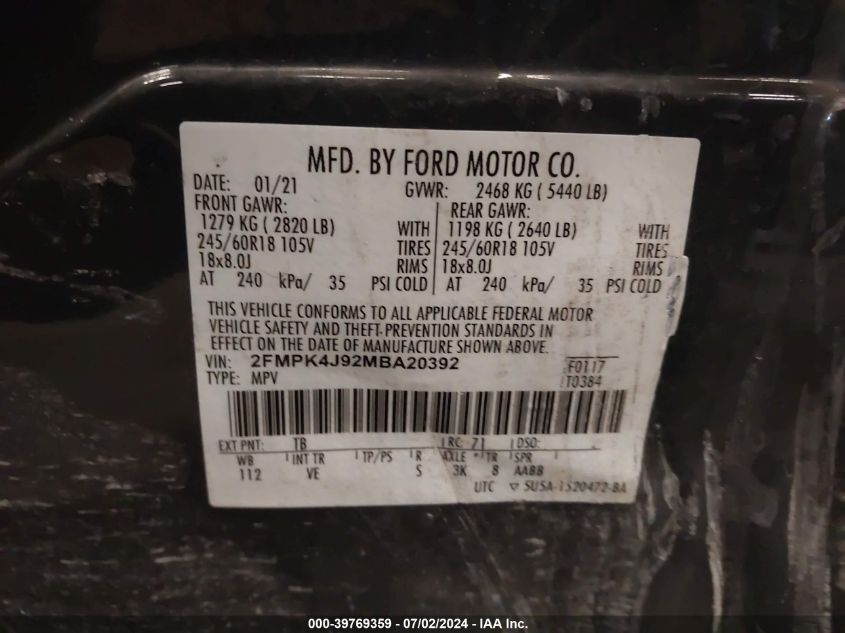 MFD. BY FORD MOTOR CO.
DATE: 01/21 GVWR: 2468 KG ( 5440 LB)
FRONT GAWR: REAR GAWR:
1279 KG ( 2820 LB) WITH 1198 KG ( 2640 LB) WITH
245/60R18 105V TIRES 245/60R18 105V TIRES
18x8.0J RIMS 18x8.0J RIMS
AT 240 kPa/ 35 PSI COLD AT 240 kPa/ 35 PSI COLD
THIS VEHICLE CONFORMS TO ALL APPLICABLE FEDERAL MOTOR
VEHICLE SAFETY AND THEFT PREVENTION STANDARDS IN
EFFECT ON THE DATE OF MANUFACTURE SHOWN ABOVE.
VIN: 2FMPK4J92MBA20392 F0117
TYPE: MPV T0384
EXT PNT: TB RC: 71 DSO:
WB INT TR TP/PS R AXLE TR SPR
112 VE S 3K 8 AABB
UTC ▽ 5U5A-1520472-BA
000-39769359 - 07/02/2024 - IAA Inc.